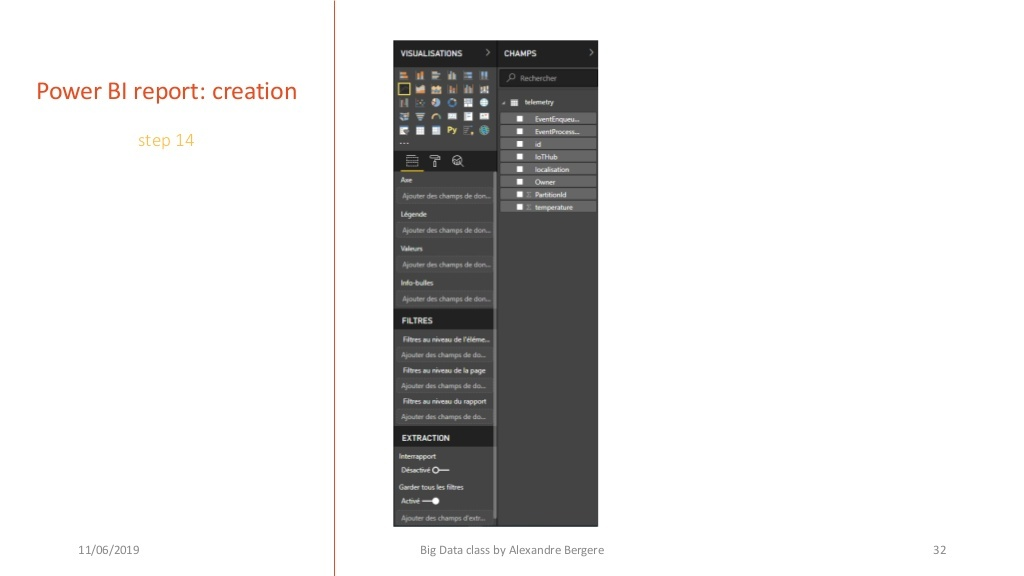 Power BI report: creation
step 14
VISUALISATIONS
Py
Axe
Ajouter des champs de don...
Légende
Ajouter des champs de don...
Valeurs
Ajouter des champs de don...
Info-bulles
Ajouter des champs de don...
FILTRES
Filtres au niveau de l'éléme...
Ajouter des champs de do...
Filtres au niveau de la page
Ajouter des champs de do...
Filtres au niveau du rapport
Ajouter des champs de do...
EXTRACTION
Interrapport
Désactivé
Garder tous les filtres
Activé
Ajouter des champs d'extr...
CHAMPS
Rechercher
telemetry
EventEnqueu...
EventProcess...
id
IoTHub
localisation
Owner
Σ PartitionId
Σ temperature
11/06/2019
Big Data class by Alexandre Bergere
32